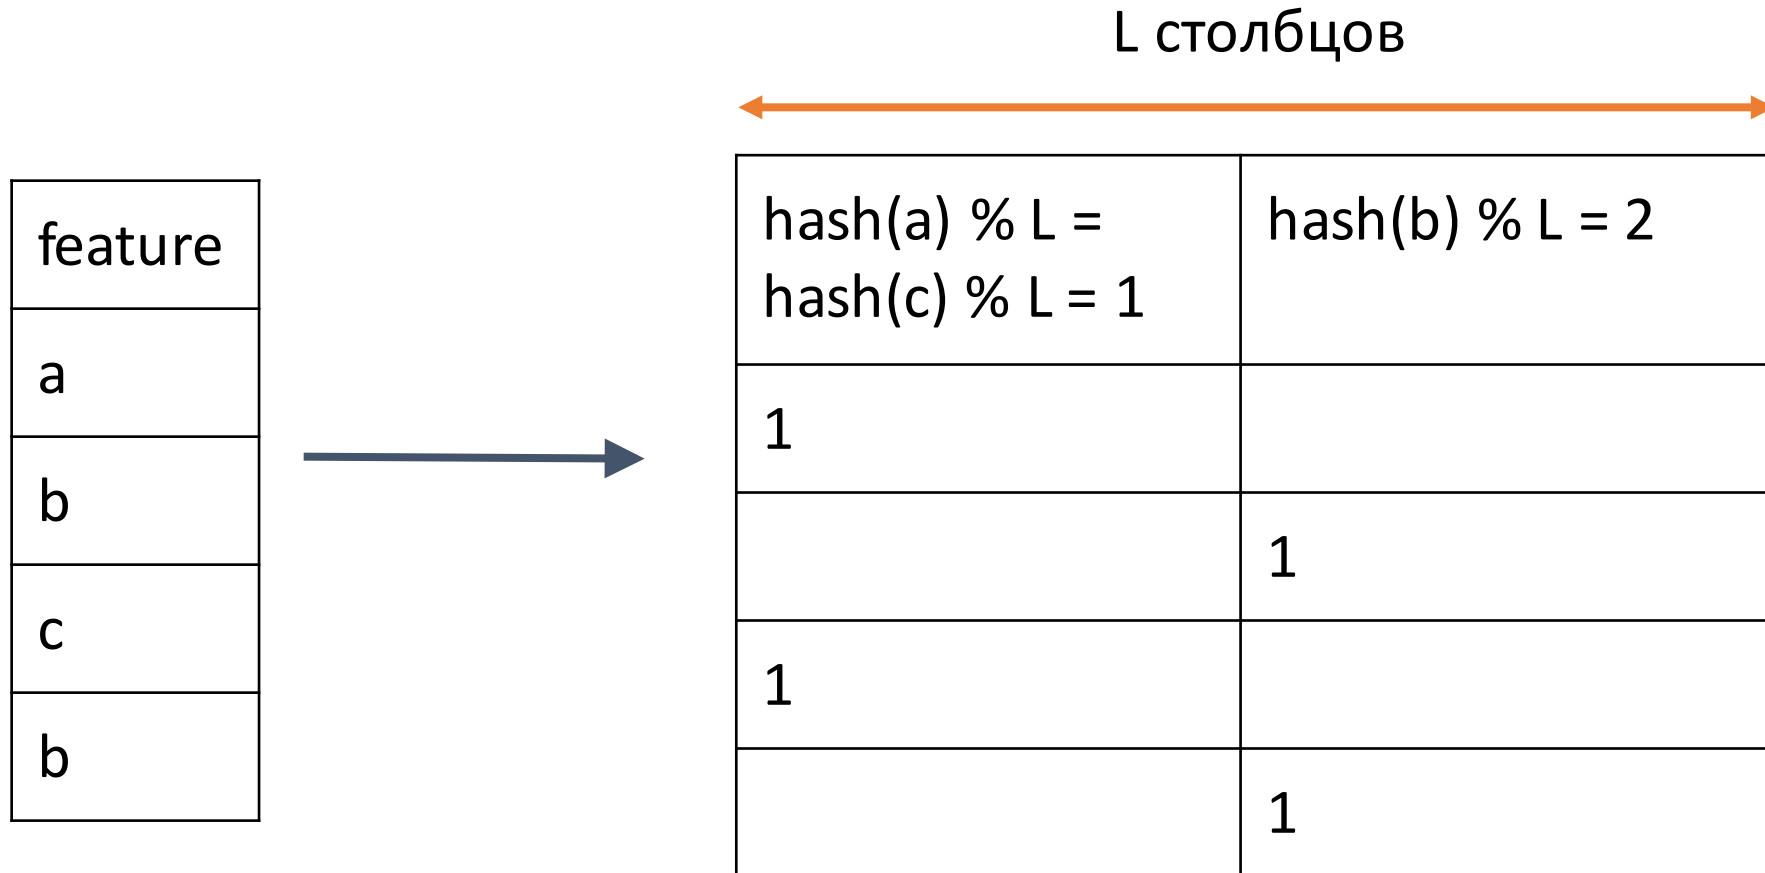 L столбцов
feature
a
b
c
b
hash(a) % L =
hash(c) % L = 1
hash(b) % L = 2
1
1
1
1